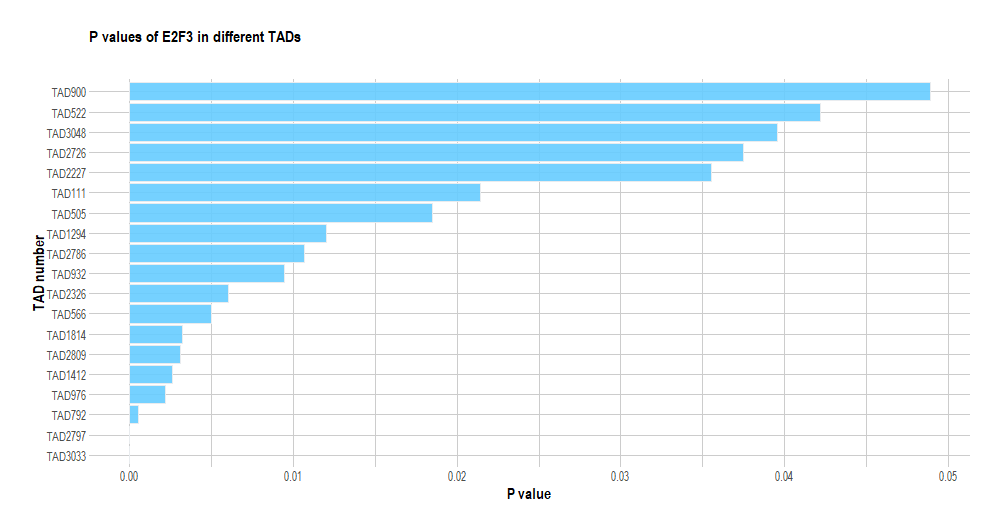 P values of E2F3 in different TADs
TAD900
TAD522
TAD3048
TAD2726
TAD2227
TAD111
TAD505
TAD1294
TAD2786
TAD932
TAD2326
TAD566
TAD1814
TAD2809
TAD1412
TAD976
TAD792
TAD2797
TAD3033
TAD number
0.00 0.01 0.02 0.03 0.04 0.05
P value